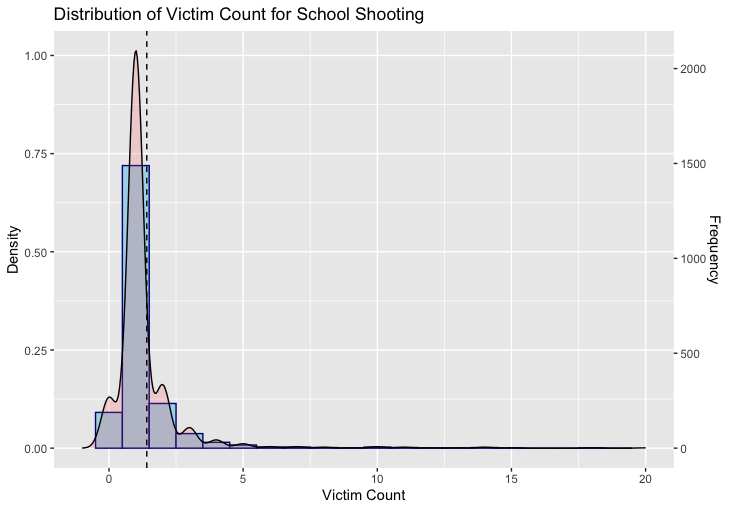 Distribution of Victim Count for School Shooting
1.00
0.75
0.50
0.25
0.00
Density
2000
1500
1000
500
0
Frequency
0 5 10 15 20
Victim Count